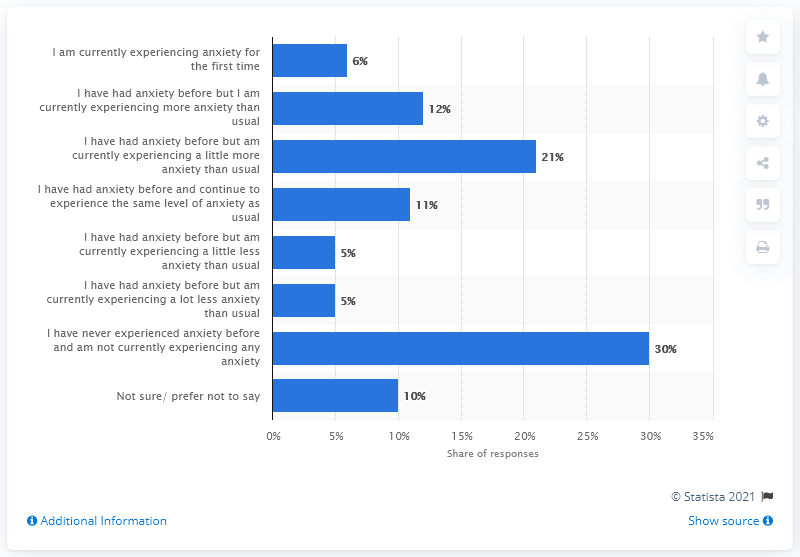 I am currently experiencing anxiety for
the first time
6%
I have had anxiety before but I am
currently experiencing more anxiety than
usual
12%
I have had anxiety before but am
currently experiencing a little more
anxiety than usual
21%
I have had anxiety before and continue to
experience the same level of anxiety as
usual
11%
I have had anxiety before but am
currently experiencing a little less
anxiety than usual
5%
I have had anxiety before but am
currently experiencing a lot less anxiety
than usual
5%
I have never experienced anxiety before
and am not currently experiencing any
anxiety
30%
Not sure/ prefer not to say
10%
0% 5% 10% 15% 20% 25% 30% 35%
Share of responses
© Statista 2021
Additional Information
Show source